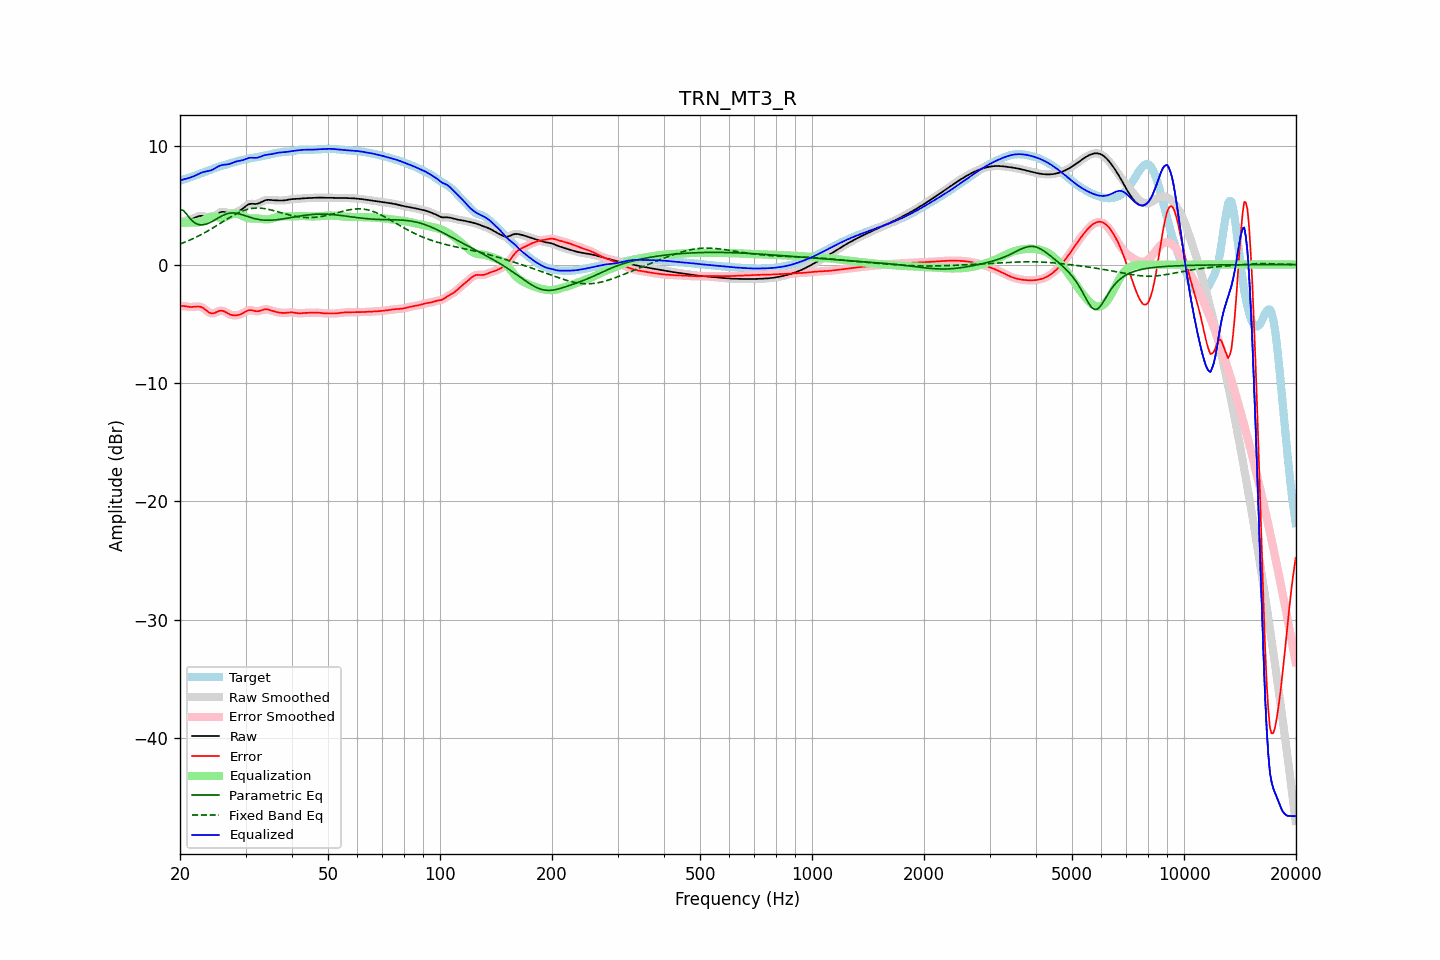 TRN_MT3_R
Amplitude (dBr)
10
0
−10
−20
−30
−40
Target
Raw Smoothed
Error Smoothed
Raw
Error
Equalization
Parametric Eq
Fixed Band Eq
Equalized
20
50
100
200
500
1000
2000
5000
10000
20000
Frequency (Hz)